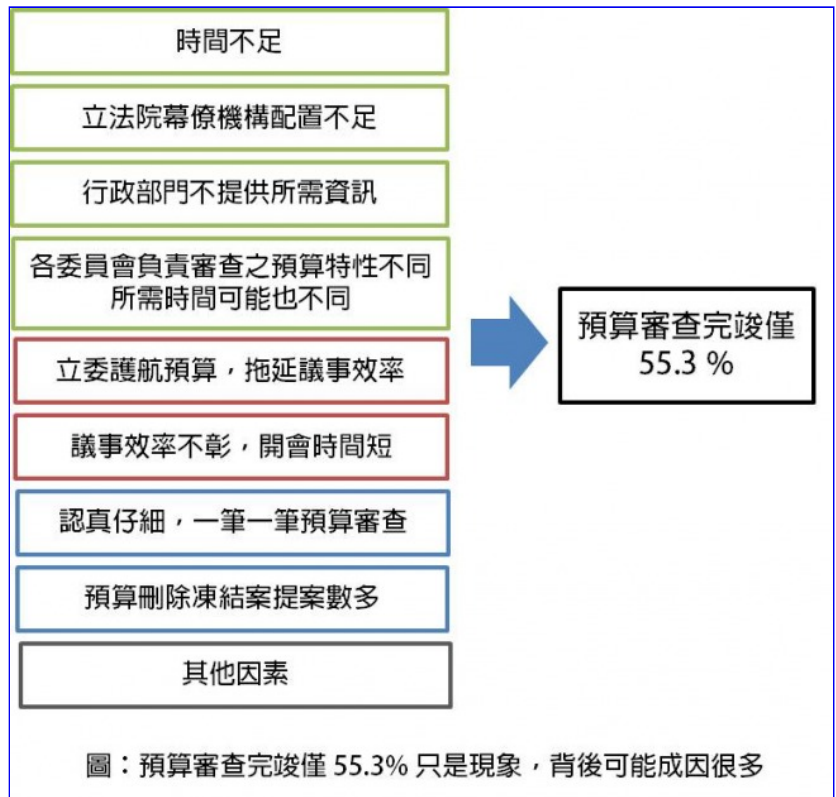 時間不足
立法院幕僚機構配置不足
行政部門不提供所需資訊
各委員會負責審查之預算特性不同
所需時間可能也不同
立委護航預算，拖延議事效率
議事效率不彰，開會時間短
認真仔細，一筆一筆預算審查
預算刪除凍結案提案數多
其他因素
預算審查完竣僅
55.3 %
圖：預算審查完竣僅 55.3% 只是現象，背後可能成因很多